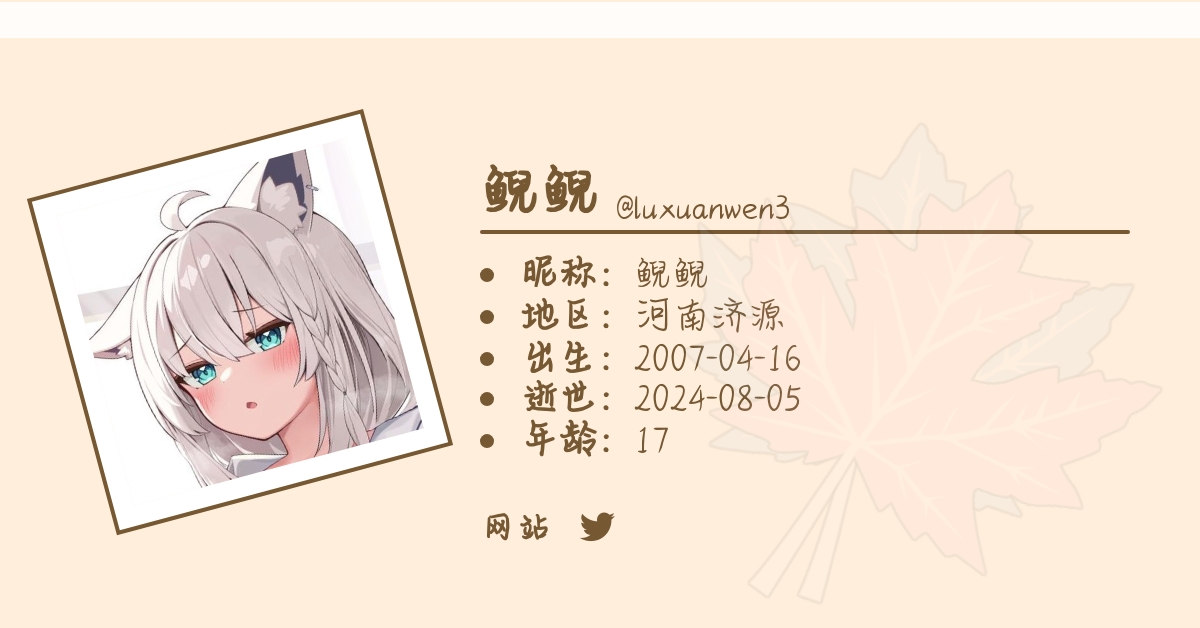 鲵鲵 @luxuanwen3
昵称：鲵鲵
地区：河南济源
出生：2007-04-16
逝世：2024-08-05
年龄：17
网站